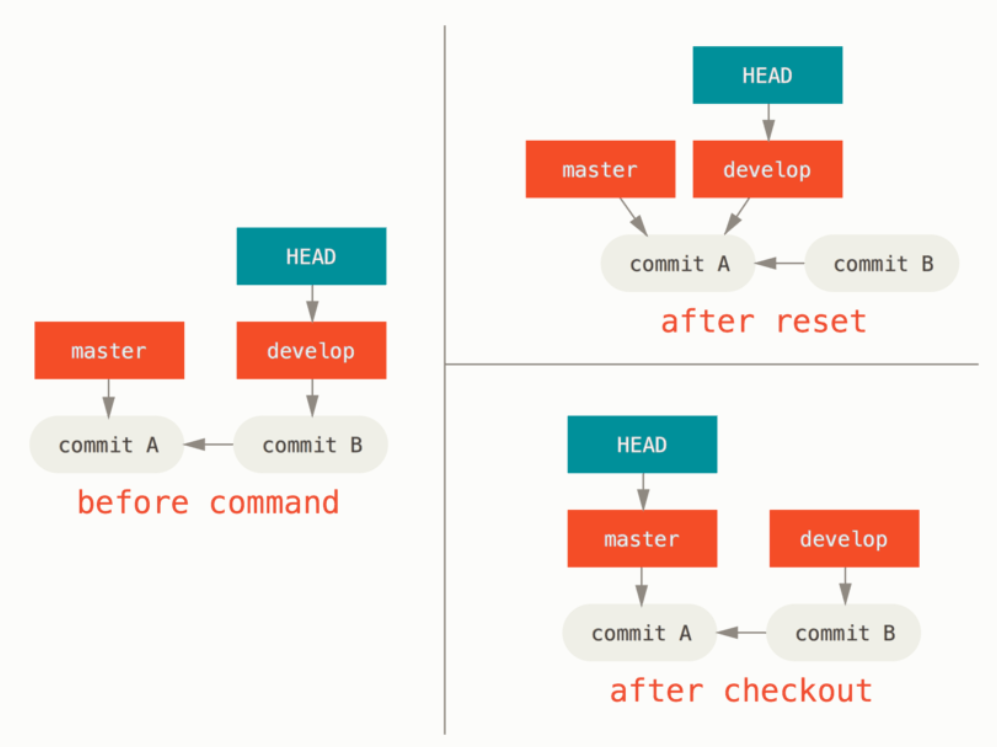 HEAD
master
develop
commit A
commit B
before command
HEAD
master
develop
commit A
commit B
after reset
HEAD
master
develop
commit A
commit B
after checkout